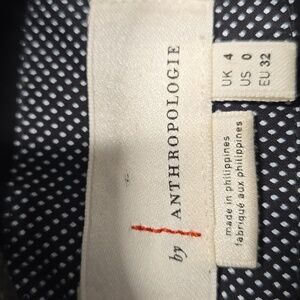 by ANTHROPOLOGIE
UK 4
US 0
EU 32
made in philippines
fabriqué aux philippines